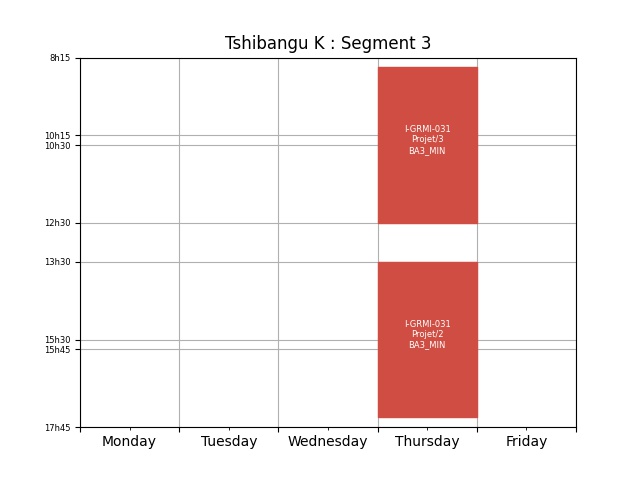 Tshibangu K : Segment 3
8h15
I-GRMI-031
Projet/3
BA3_MIN
10h15
10h30
12h30
13h30
I-GRMI-031
Projet/2
BA3_MIN
15h30
15h45
17h45
Monday Tuesday Wednesday Thursday Friday